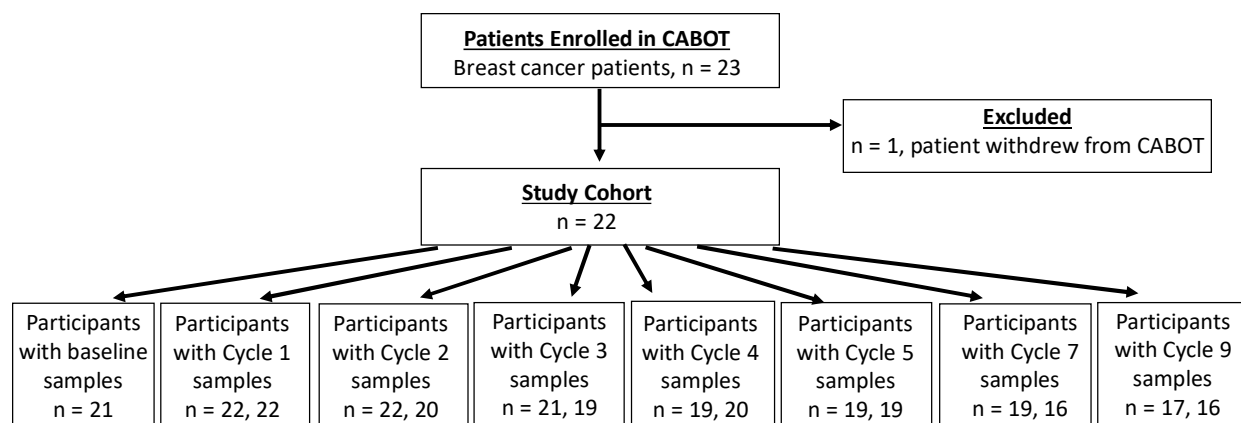 Patients Enrolled in CABOT
Breast cancer patients, n = 23
Excluded
n = 1, patient withdrew from CABOT
Study Cohort
n = 22
Participants
with baseline
samples
n = 21
Participants
with Cycle 1
samples
n = 22, 22
Participants
with Cycle 2
samples
n = 22, 20
Participants
with Cycle 3
samples
n = 21, 19
Participants
with Cycle 4
samples
n = 19, 20
Participants
with Cycle 5
samples
n = 19, 19
Participants
with Cycle 7
samples
n = 19, 16
Participants
with Cycle 9
samples
n = 17, 16